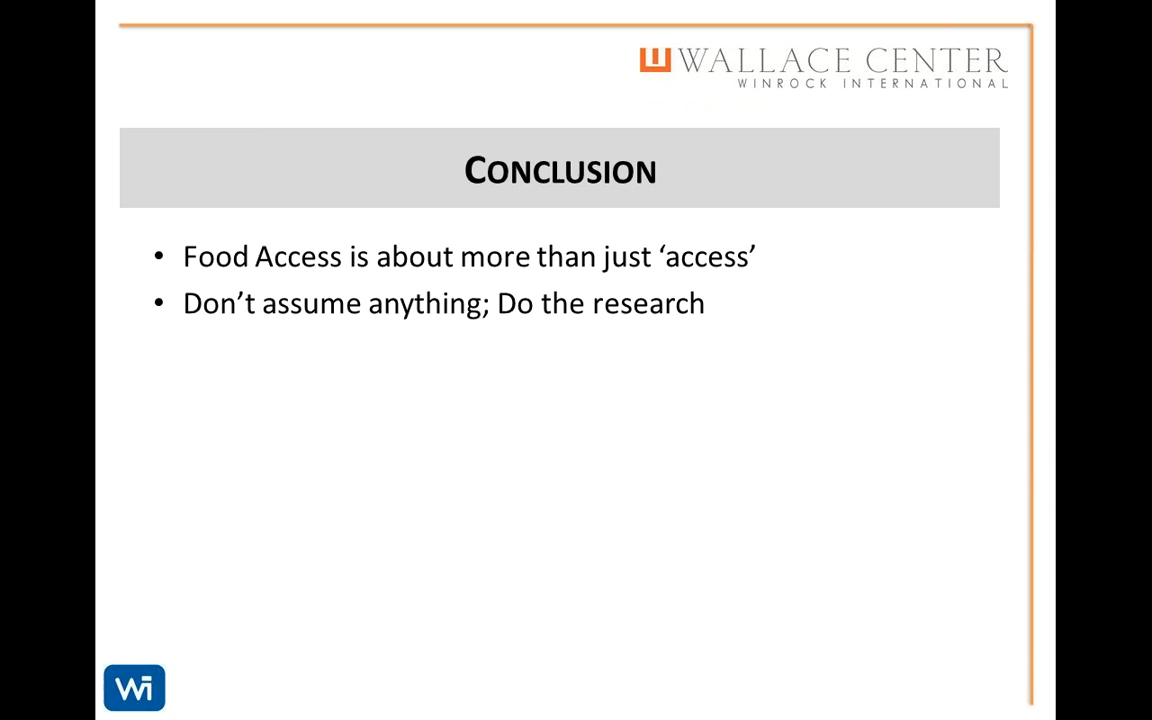 WALLACE CENTER
WINROCK INTERNATIONAL
CONCLUSION
• Food Access is about more than just ‘access’
• Don’t assume anything; Do the research
Wi